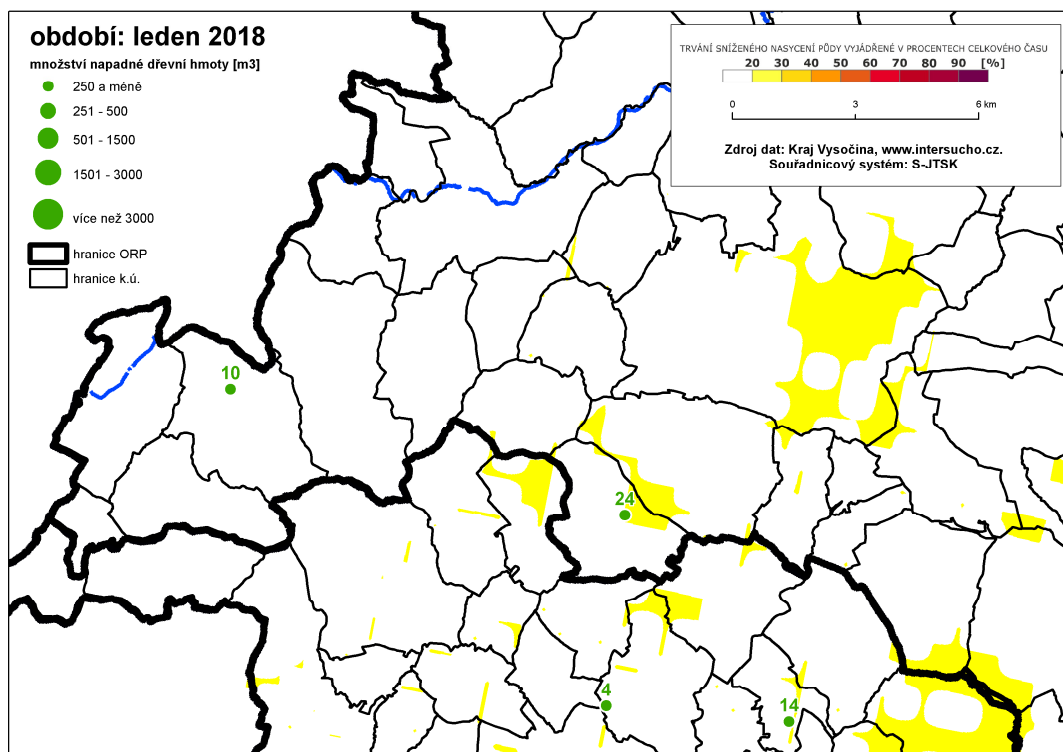 období: leden 2018
množství napadné dřevní hmoty [m3]
250 a méně
251 - 500
501 - 1500
1501 - 3000
více než 3000
hranice ORP
hranice k.ú.
TRVÁNÍ SNÍŽENÉHO NASYCENÍ PŮDY VYJÁDŘENÉ V PROCENTECH CELKOVÉHO ČASU
20 30 40 50 60 70 80 90 [%]
0 3 6 km
Zdroj dat: Kraj Vysočina, www.intersucho.cz.
Souřadnicový systém: S-JTSK
10
24
4
14